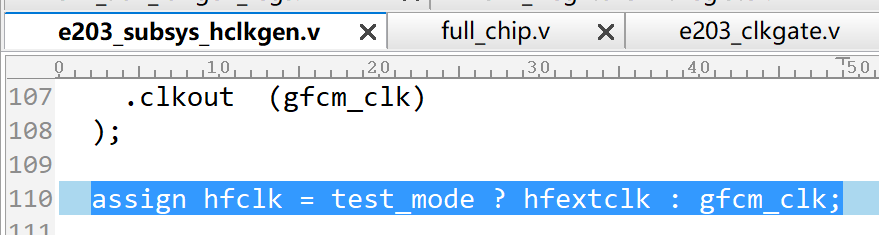 e203_subsys_hclkgen.v × full_chip.v × e203_clkgate.v
0 10 20 30 40 50
107 .clkout (gfcm_clk)
108 );
109
110 assign hfclk = test_mode ? hfextclk : gfcm_clk;